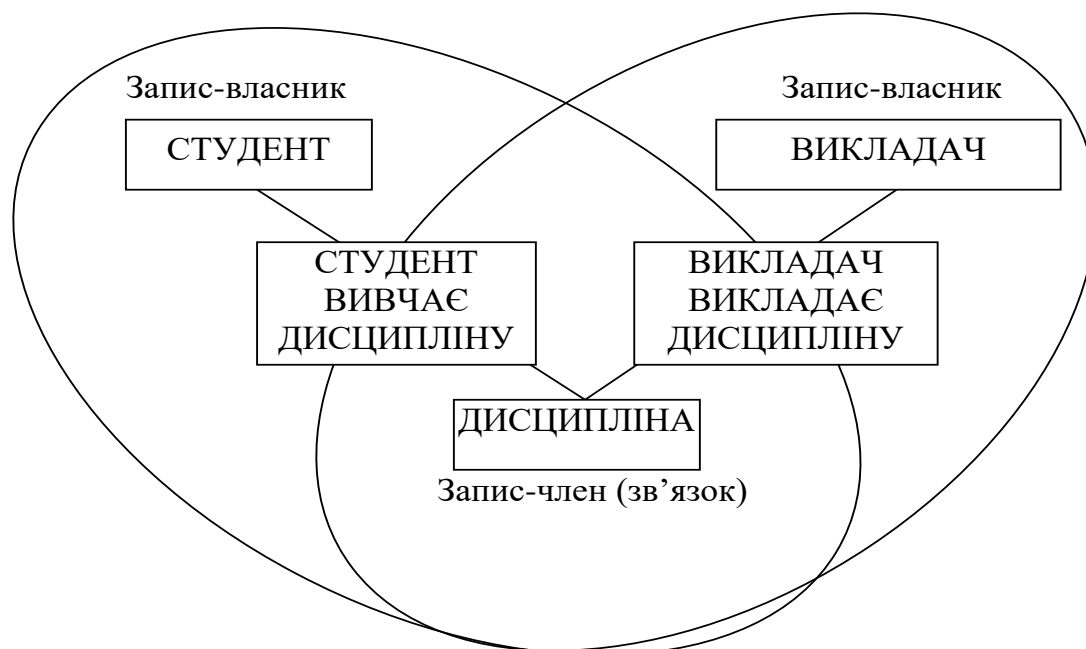 Запис-власник
Запис-власник
СТУДЕНТ
ВИКЛАДАЧ
СТУДЕНТ
ВИВЧАЄ
ДИСЦИПЛІНУ
ВИКЛАДАЧ
ВИКЛАДАЄ
ДИСЦИПЛІНУ
ДИСЦИПЛІНА
Запис-член (зв’язок)